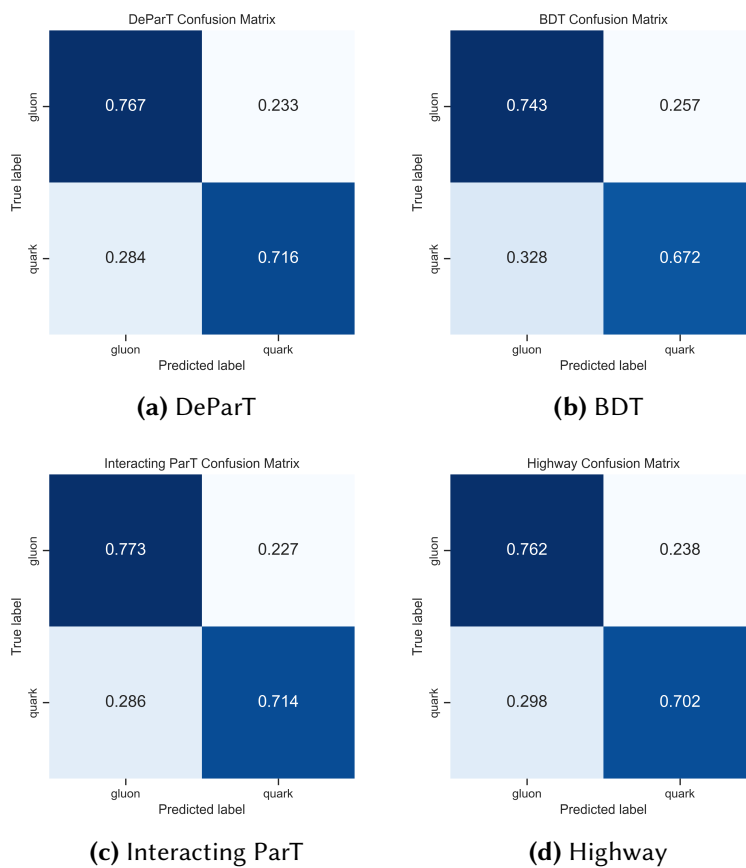 DeParT Confusion Matrix
True label
gluon
0.767
0.233
quark
0.284
0.716
gluon
quark
Predicted label
(a) DeParT
BDT Confusion Matrix
True label
gluon
0.743
0.257
quark
0.328
0.672
gluon
quark
Predicted label
(b) BDT
Interacting ParT Confusion Matrix
True label
gluon
0.773
0.227
quark
0.286
0.714
gluon
quark
Predicted label
(c) Interacting ParT
Highway Confusion Matrix
True label
gluon
0.762
0.238
quark
0.298
0.702
gluon
quark
Predicted label
(d) Highway